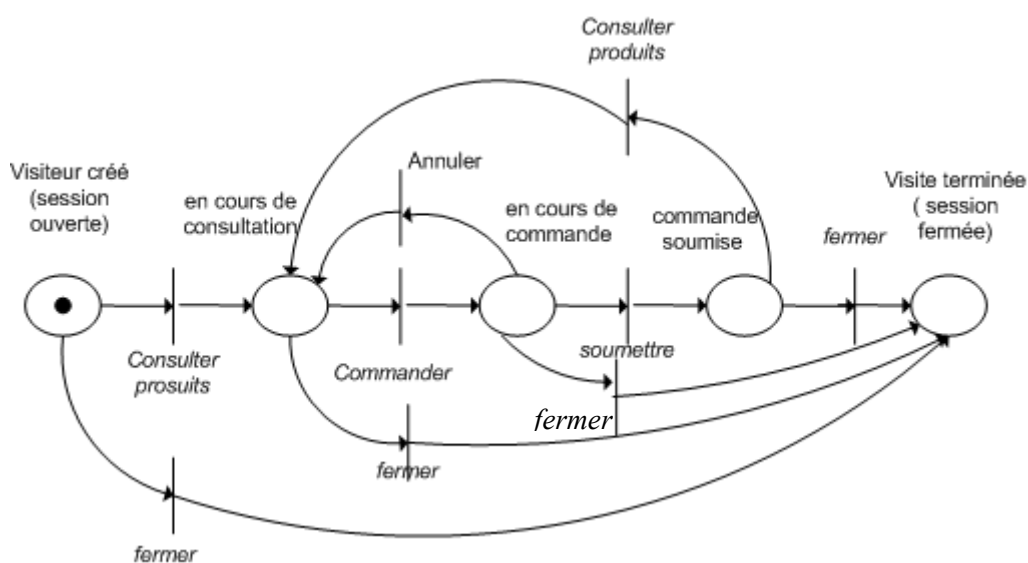 Consulter
produits
Visiteur créé
(session
ouverte)
en cours de
consultation
Annuler
en cours de
commande
commande
soumise
fermer
Visite terminée
( session
fermée)
Consulter
prosuits
Commander
soumettre
fermer
fermer
fermer